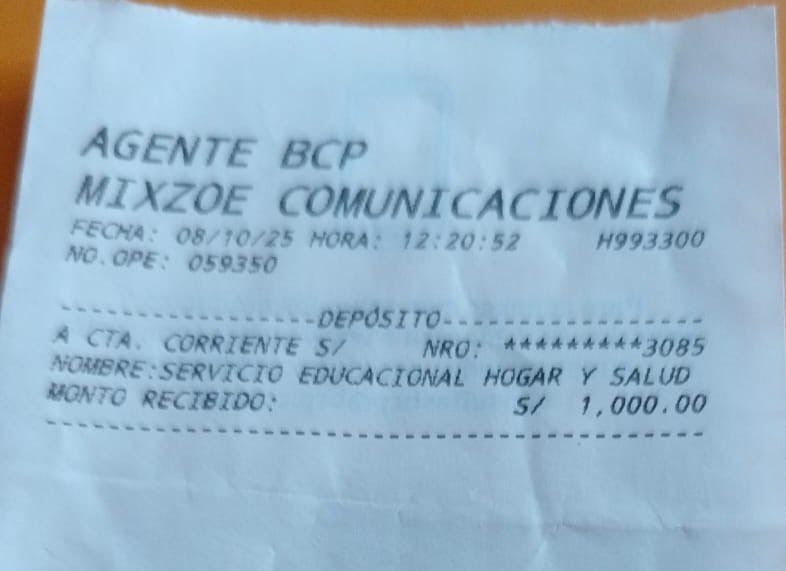 AGENTE BCP
MIXZOE COMUNICACIONES
FECHA: 08/10/25 HORA: 12:20:52 H993300
NO.OPE: 059350
-----------------DEPÓSITO-----------------
A CTA. CORRIENTE S/ NRO: *********3085
NOMBRE:SERVICIO EDUCACIONAL HOGAR Y SALUD
MONTO RECIBIDO: S/ 1,000.00
------------------------------------------